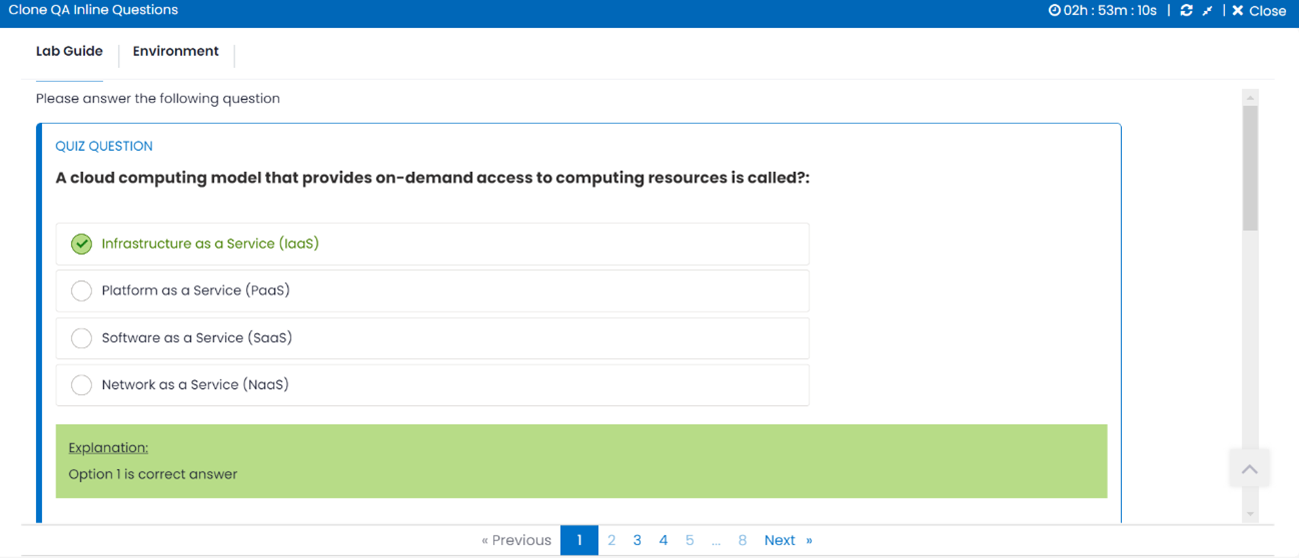 Clone QA Inline Questions
02h : 53m : 10s | | Close
Lab Guide Environment
Please answer the following question
QUIZ QUESTION
A cloud computing model that provides on-demand access to computing resources is called?:
Infrastructure as a Service (IaaS)
Platform as a Service (PaaS)
Software as a Service (SaaS)
Network as a Service (NaaS)
Explanation:
Option 1 is correct answer
« Previous 1 2 3 4 5 ... 8 Next »